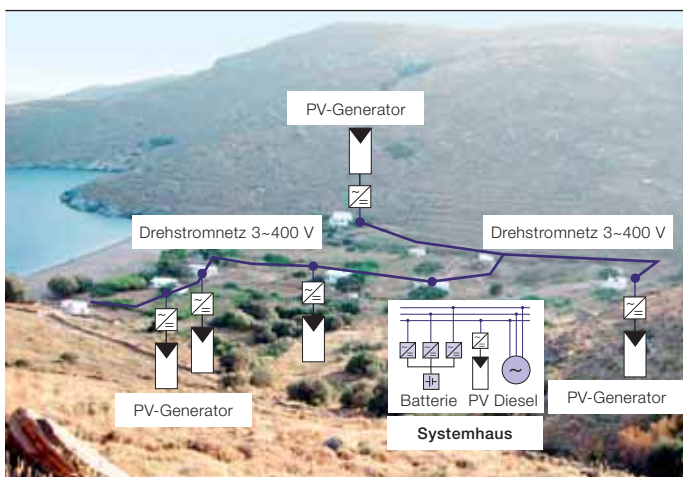 PV-Generator
Drehstromnetz 3~400 V
Drehstromnetz 3~400 V
Batterie PV Diesel
PV-Generator
PV-Generator
Systemhaus